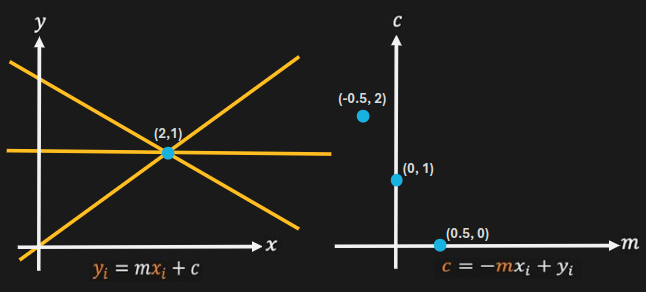 y
(2,1)
x
yᵢ = mxᵢ + c
c
(-0.5, 2)
(0, 1)
(0.5, 0)
m
c = −mxᵢ + yᵢ